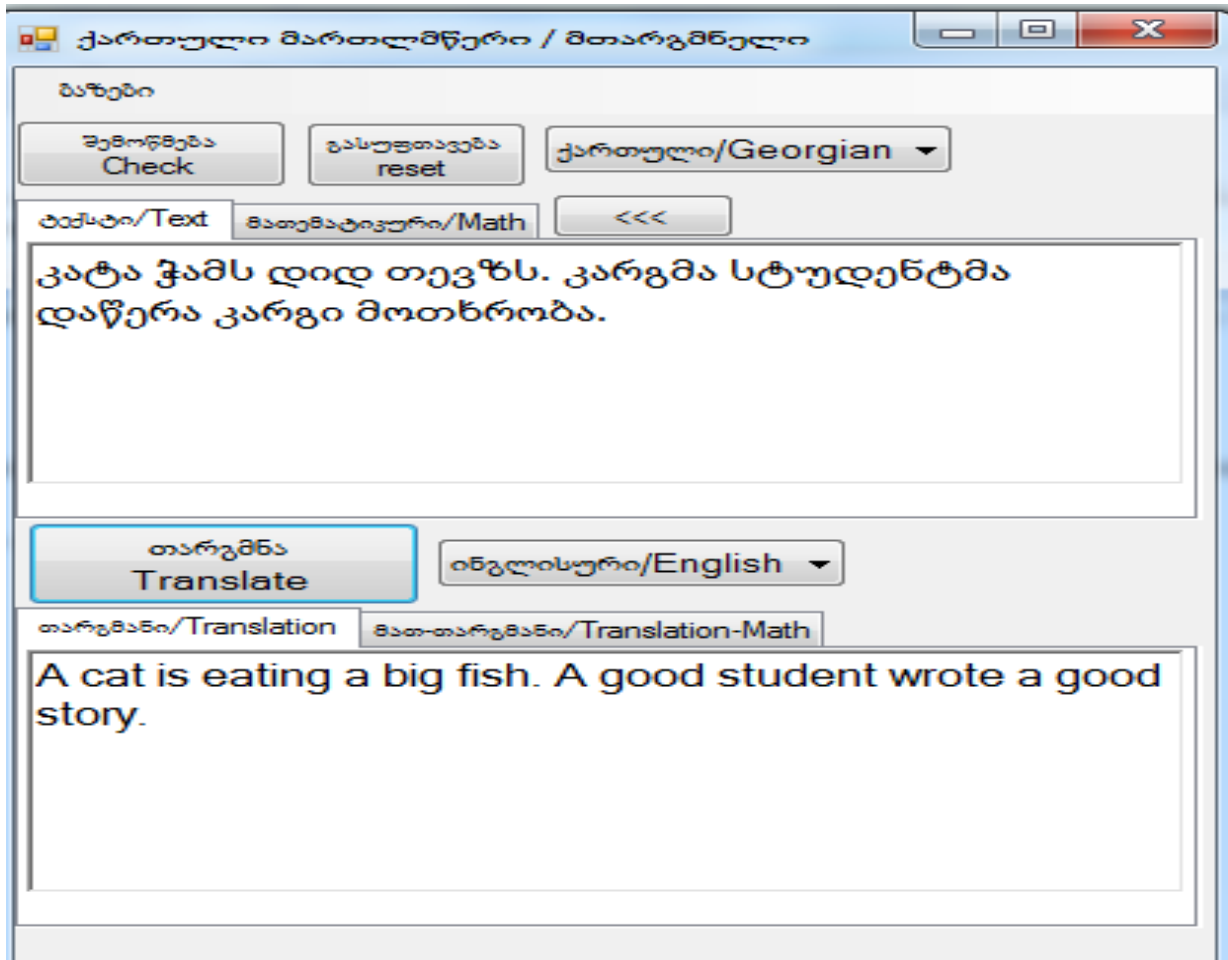 ქართული მართლმწერი / მთარგმნელი
ბაზები
შემოწმება
Check
გასუფთავება
reset
ქართული/Georgian
ტექსტი/Text
მათემატიკური/Math
<<<
კატა ჭამს დიდ თევზს. კარგმა სტუდენტმა
დაწერა კარგი მოთხრობა.
თარგმნა
Translate
ინგლისური/English
თარგმანი/Translation
მათ-თარგმანი/Translation-Math
A cat is eating a big fish. A good student wrote a good
story.